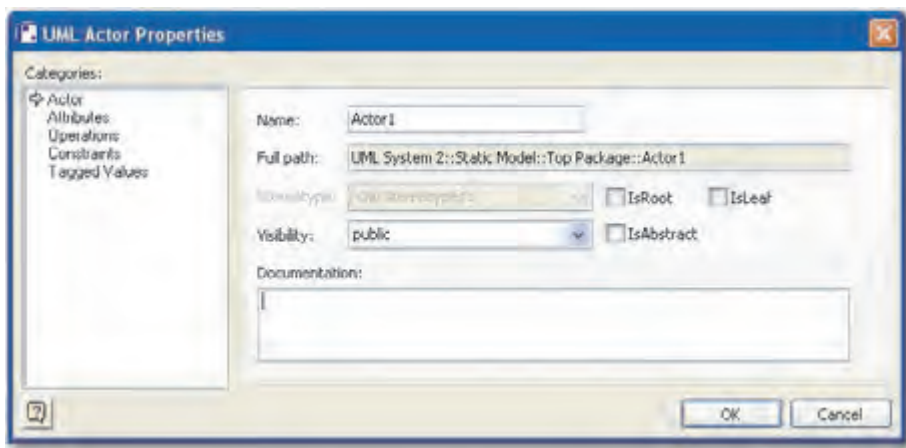 UML Actor Properties
Categories:
Actor
Attributes
Operations
Constraints
Tagged Values
Name: Actor1
Full path: UML System 2::Static Model::Top Package::Actor1
Stereotype: IsRoot IsLeaf
Visibility: public IsAbstract
Documentation:
OK Cancel